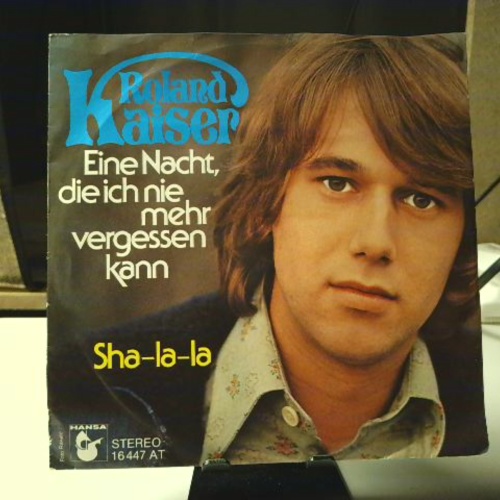 Roland
Kaiser
Eine Nacht,
die ich nie
mehr
vergessen
kann
Sha-la-la
HANSA
STEREO
16 447 AT